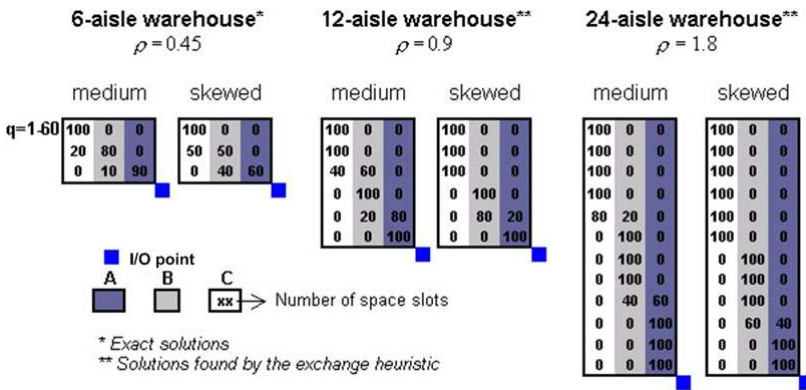 6-aisle warehouse* 12-aisle warehouse** 24-aisle warehouse**
ρ = 0.45 ρ = 0.9 ρ = 1.8
medium skewed medium skewed medium skewed
q=1-60 100 0 0 100 0 0 100 0 0 100 0 0 100 0 0 100 0 0
20 80 0 50 50 0 100 0 0 100 0 0 100 0 0 100 0 0
0 10 90 0 40 60 40 60 0 100 0 0 100 0 0 100 0 0
0 100 0 0 100 0 100 0 0 100 0 0
0 20 80 0 80 20 80 20 0 100 0 0
0 0 100 0 0 100 0 100 0 100 0 0
I/O point 0 100 0 0 100 0
A B C 0 100 0 0 100 0
xx Number of space slots 0 40 60 0 100 0
0 0 100 0 60 40
* Exact solutions 0 0 100 0 0 100
** Solutions found by the exchange heuristic 0 0 100 0 0 100